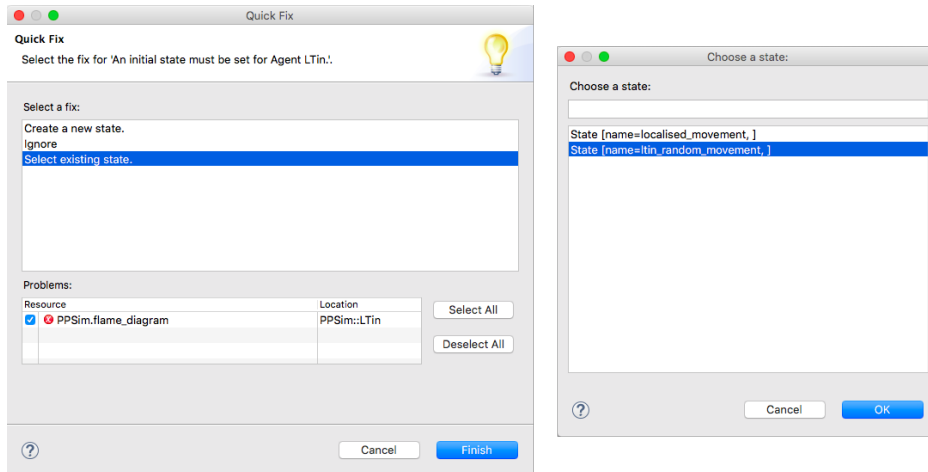 Quick Fix
Quick Fix
Select the fix for 'An initial state must be set for Agent LTin.'.
Select a fix:
Create a new state.
Ignore
Select existing state.
Problems:
Resource Location
PPSim.flame_diagram PPSim::LTin
Select All
Deselect All
? Cancel Finish
Choose a state:
Choose a state:
State [name=localised_movement, ]
State [name=ltin_random_movement, ]
? Cancel OK